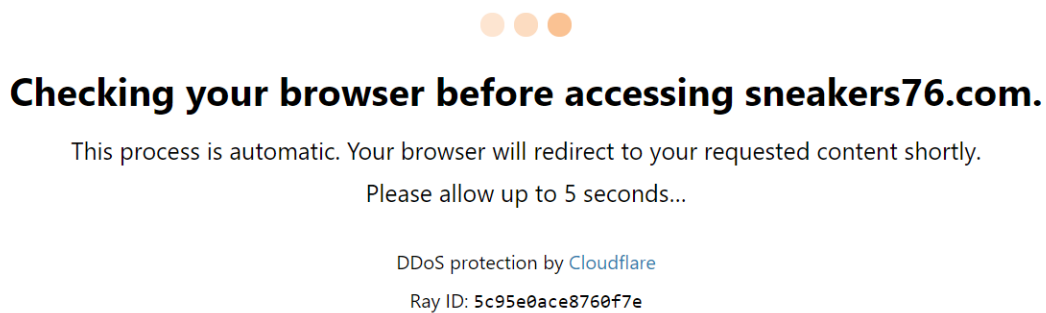 Checking your browser before accessing sneakers76.com.
This process is automatic. Your browser will redirect to your requested content shortly.
Please allow up to 5 seconds...
DDoS protection by Cloudflare
Ray ID: 5c95e0ace8760f7e